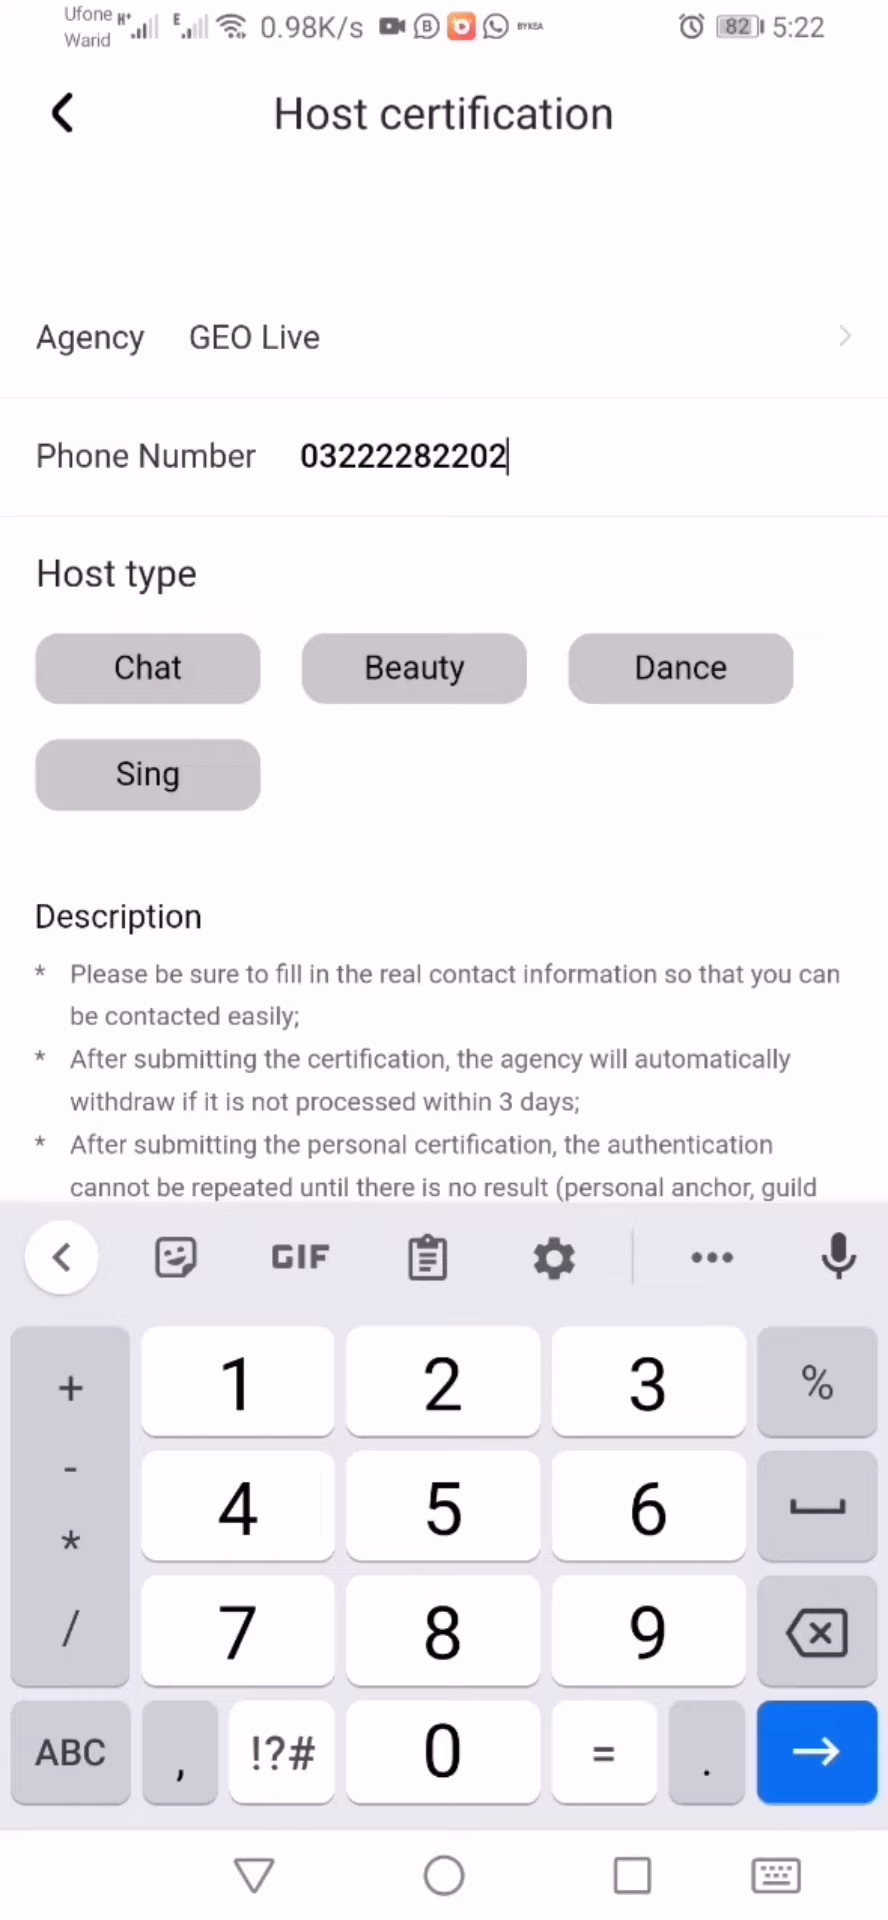 Ufone H+ E 0.98K/s B BYKEA 82 5:22
Warid
Host certification
Agency GEO Live
Phone Number 03222282202
Host type
Chat Beauty Dance
Sing
Description
* Please be sure to fill in the real contact information so that you can
be contacted easily;
* After submitting the certification, the agency will automatically
withdraw if it is not processed within 3 days;
* After submitting the personal certification, the authentication
cannot be repeated until there is no result (personal anchor, guild
GIF
+ 1 2 3 %
- 4 5 6
*
/ 7 8 9
ABC , !?# 0 = .